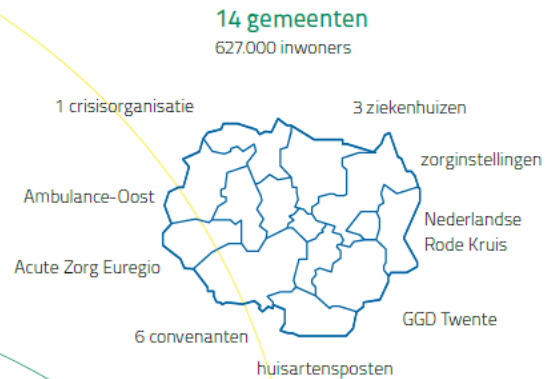 14 gemeenten
627.000 inwoners
1 crisisorganisatie
3 ziekenhuizen
zorginstellingen
Ambulance-Oost
Nederlandse
Rode Kruis
Acute Zorg Euregio
GGD Twente
6 convenanten
huisartensposten